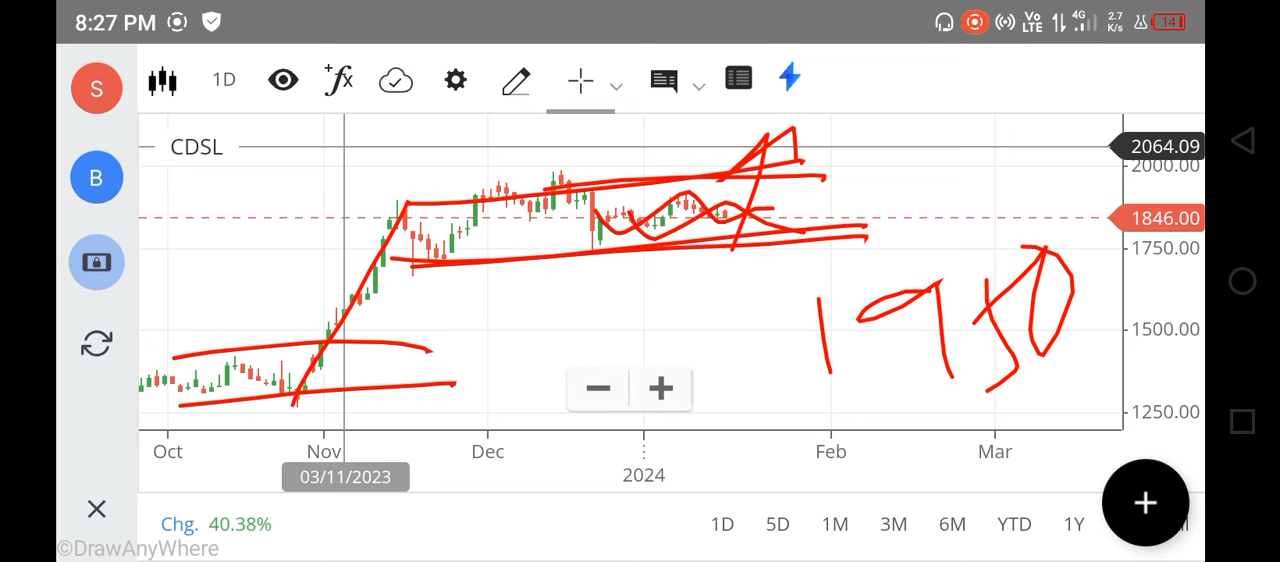 8:27 PM Vo LTE 4G 2.7 K/s 14
S 1D fx
CDSL 2064.09
2000.00
B
1846.00
1750.00
1950
1500.00
1250.00
Oct Nov Dec Feb Mar
03/11/2023 2024
Chg. 40.38% 1D 5D 1M 3M 6M YTD 1Y
©DrawAnyWhere